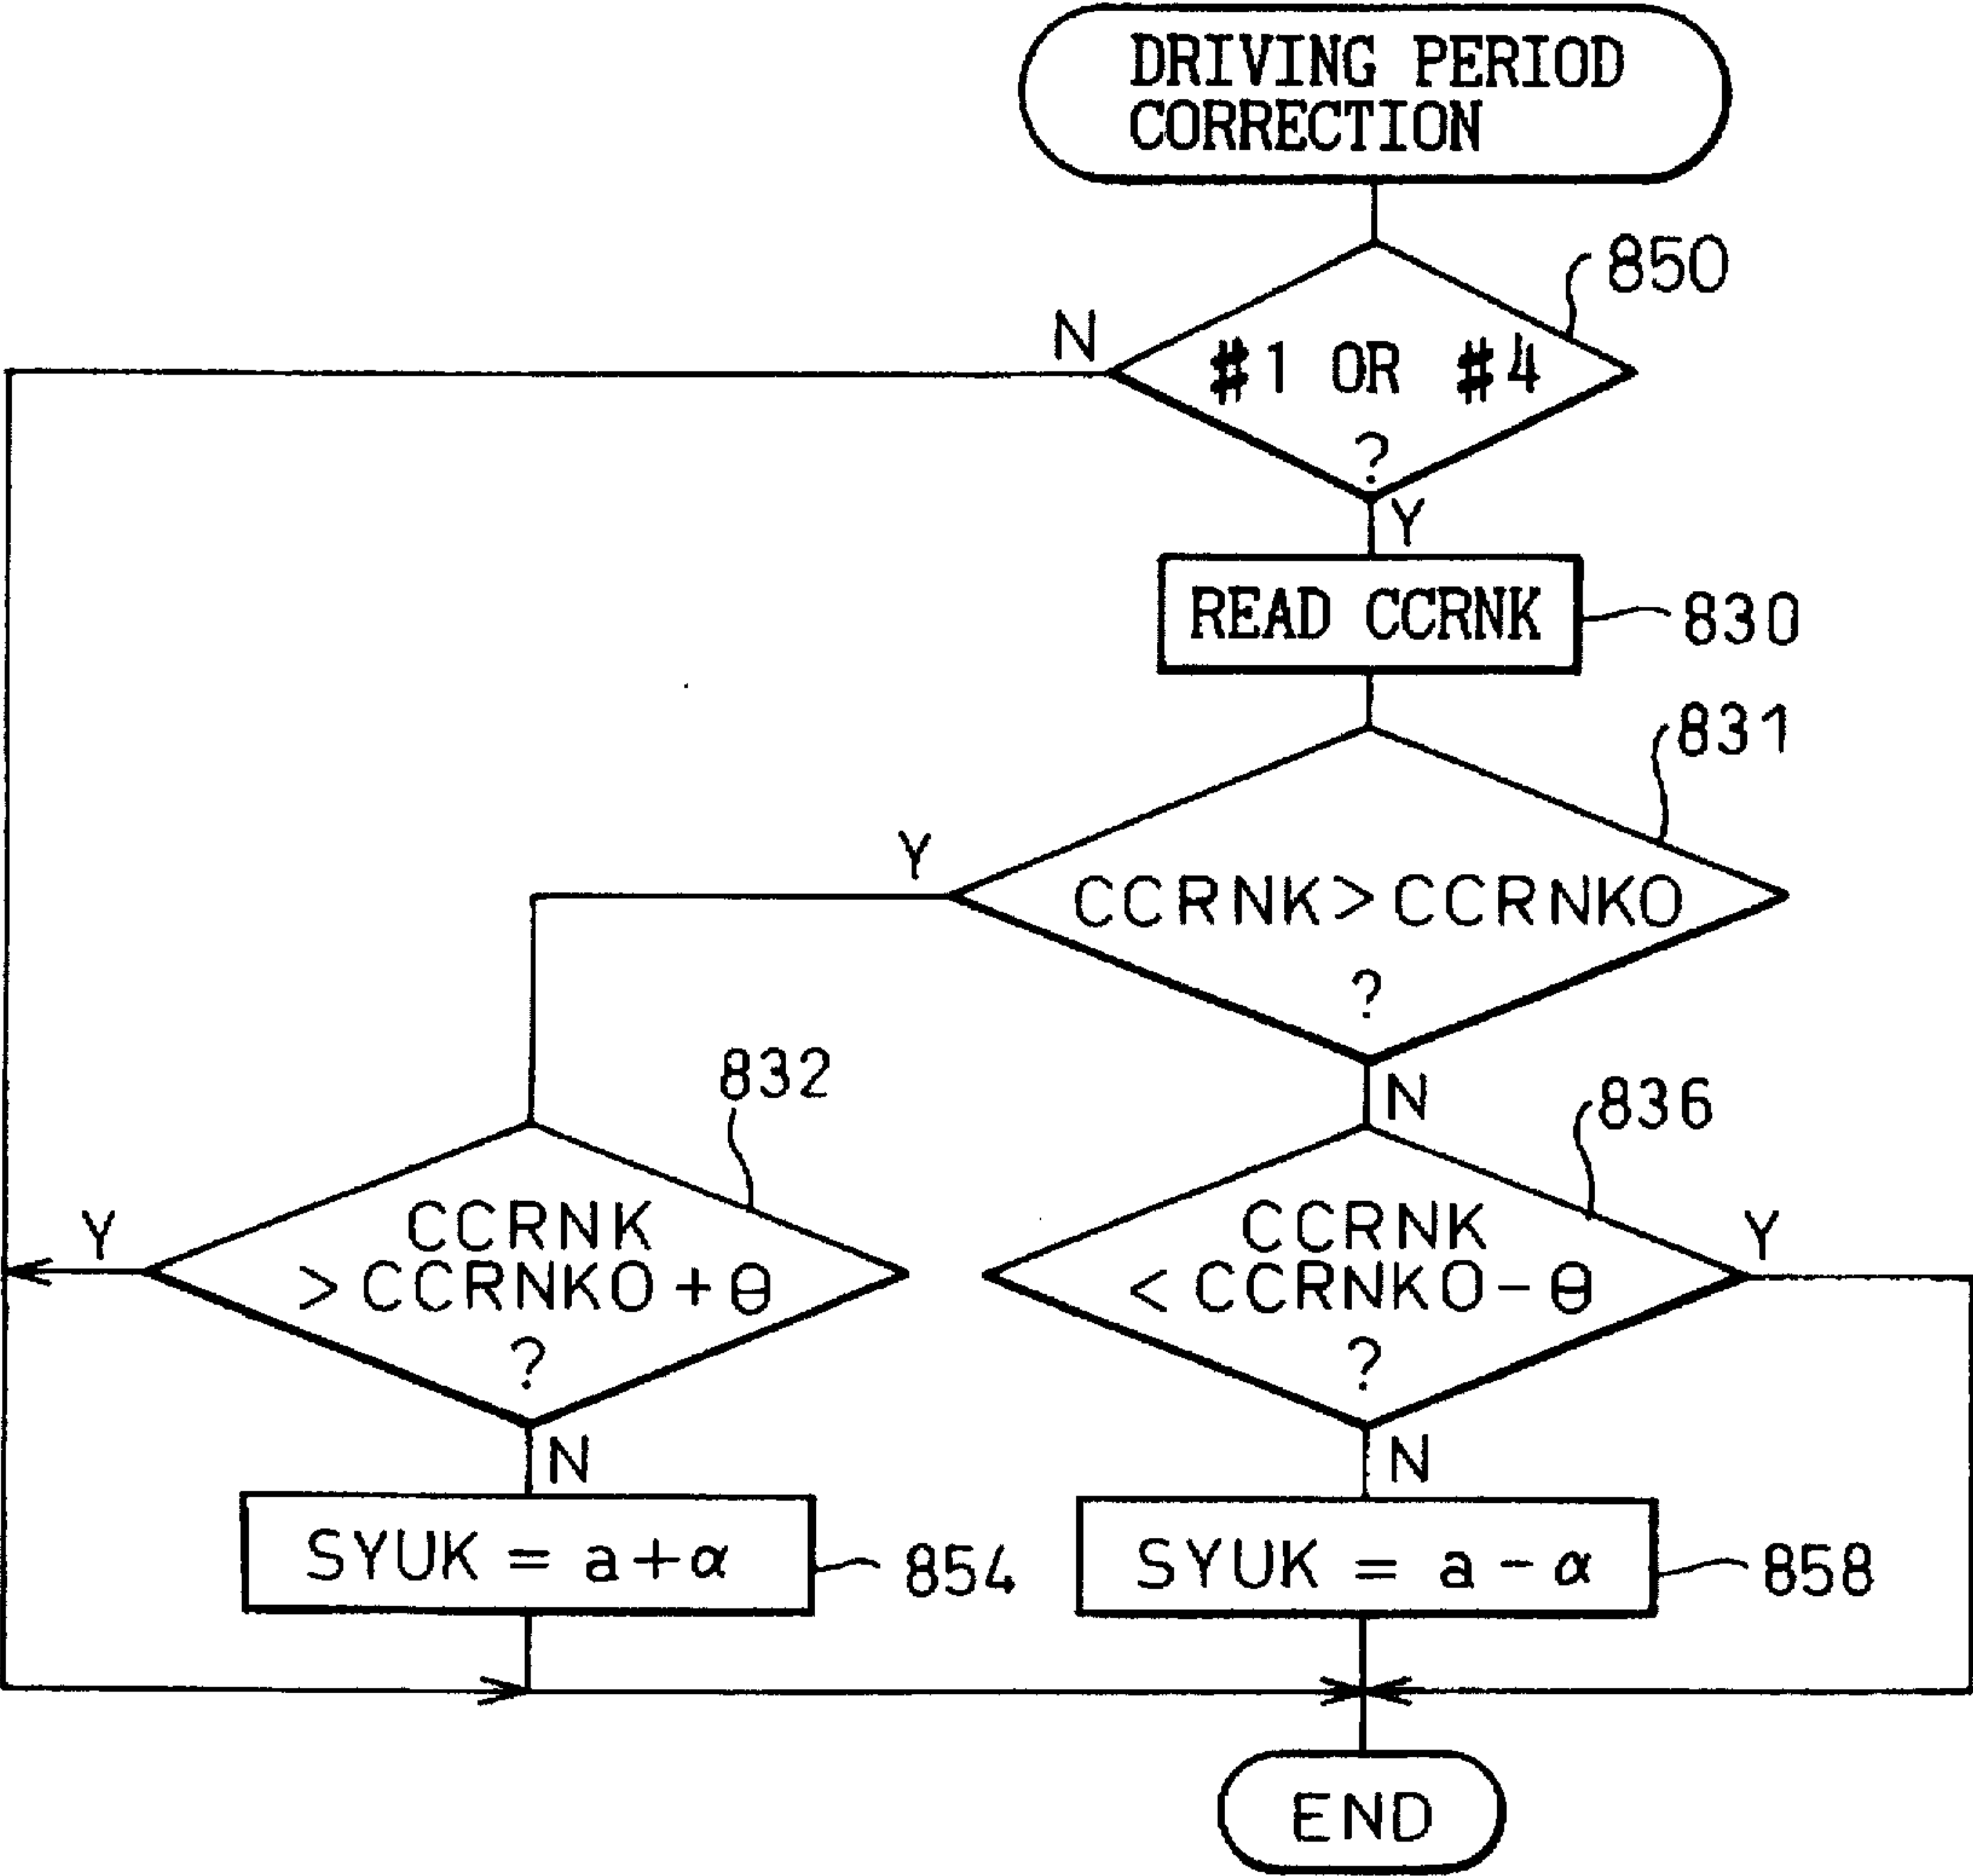 DRIVING PERIOD
CORRECTION
850
N
#1 OR #4
?
Y
READ CCRNK
830
831
Y
CCRNK>CCRNKO
?
N
832
836
Y
CCRNK
>CCRNKO+θ
?
N
CCRNK
<CCRNKO-θ
?
Y
N
SYUK = a+α
854
SYUK = a-α
858
END